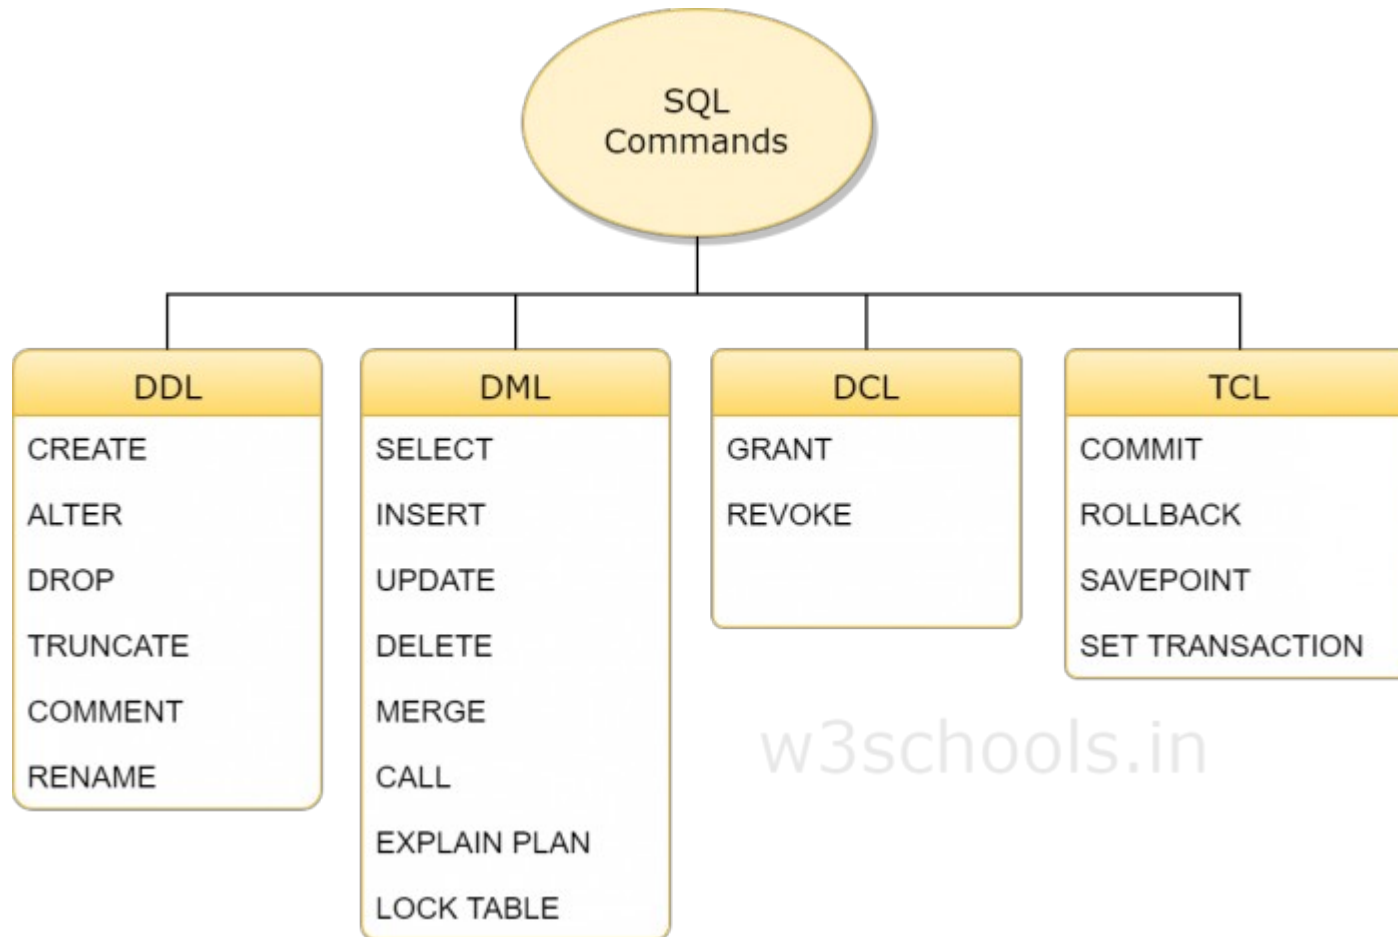 SQL
Commands
DDL
CREATE
ALTER
DROP
TRUNCATE
COMMENT
RENAME
DML
SELECT
INSERT
UPDATE
DELETE
MERGE
CALL
EXPLAIN PLAN
LOCK TABLE
DCL
GRANT
REVOKE
TCL
COMMIT
ROLLBACK
SAVEPOINT
SET TRANSACTION
w3schools.in